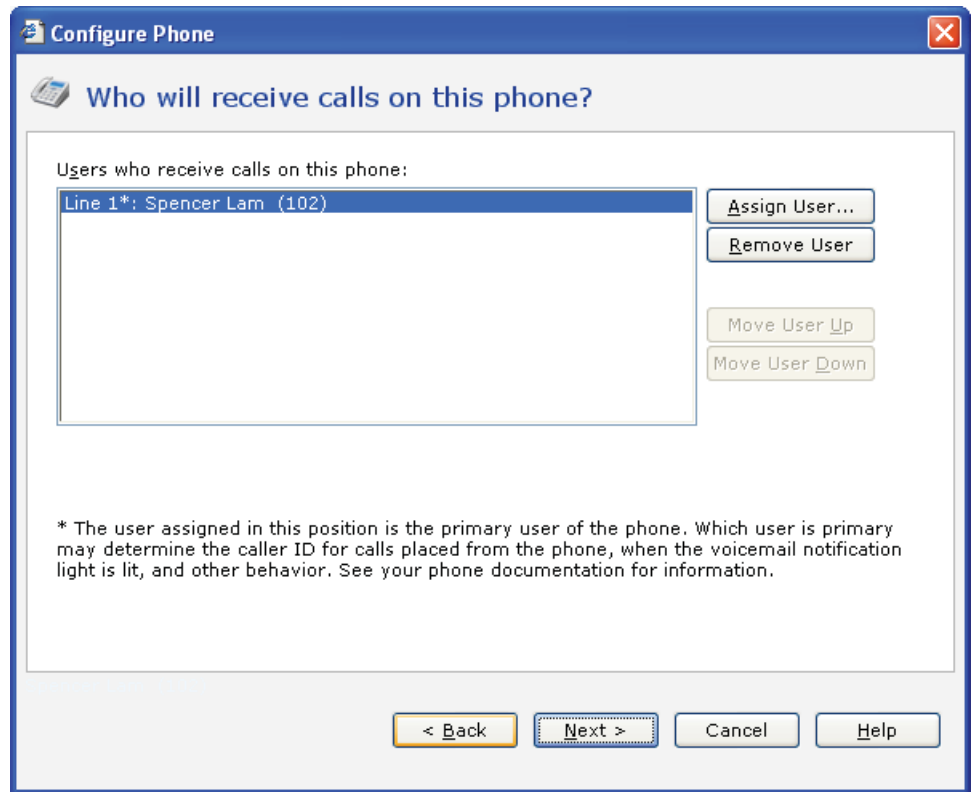 Configure Phone
Who will receive calls on this phone?
Users who receive calls on this phone:
Line 1*: Spencer Lam (102)
Assign User...
Remove User
Move User Up
Move User Down
* The user assigned in this position is the primary user of the phone. Which user is primary
may determine the caller ID for calls placed from the phone, when the voicemail notification
light is lit, and other behavior. See your phone documentation for information.
< Back
Next >
Cancel
Help